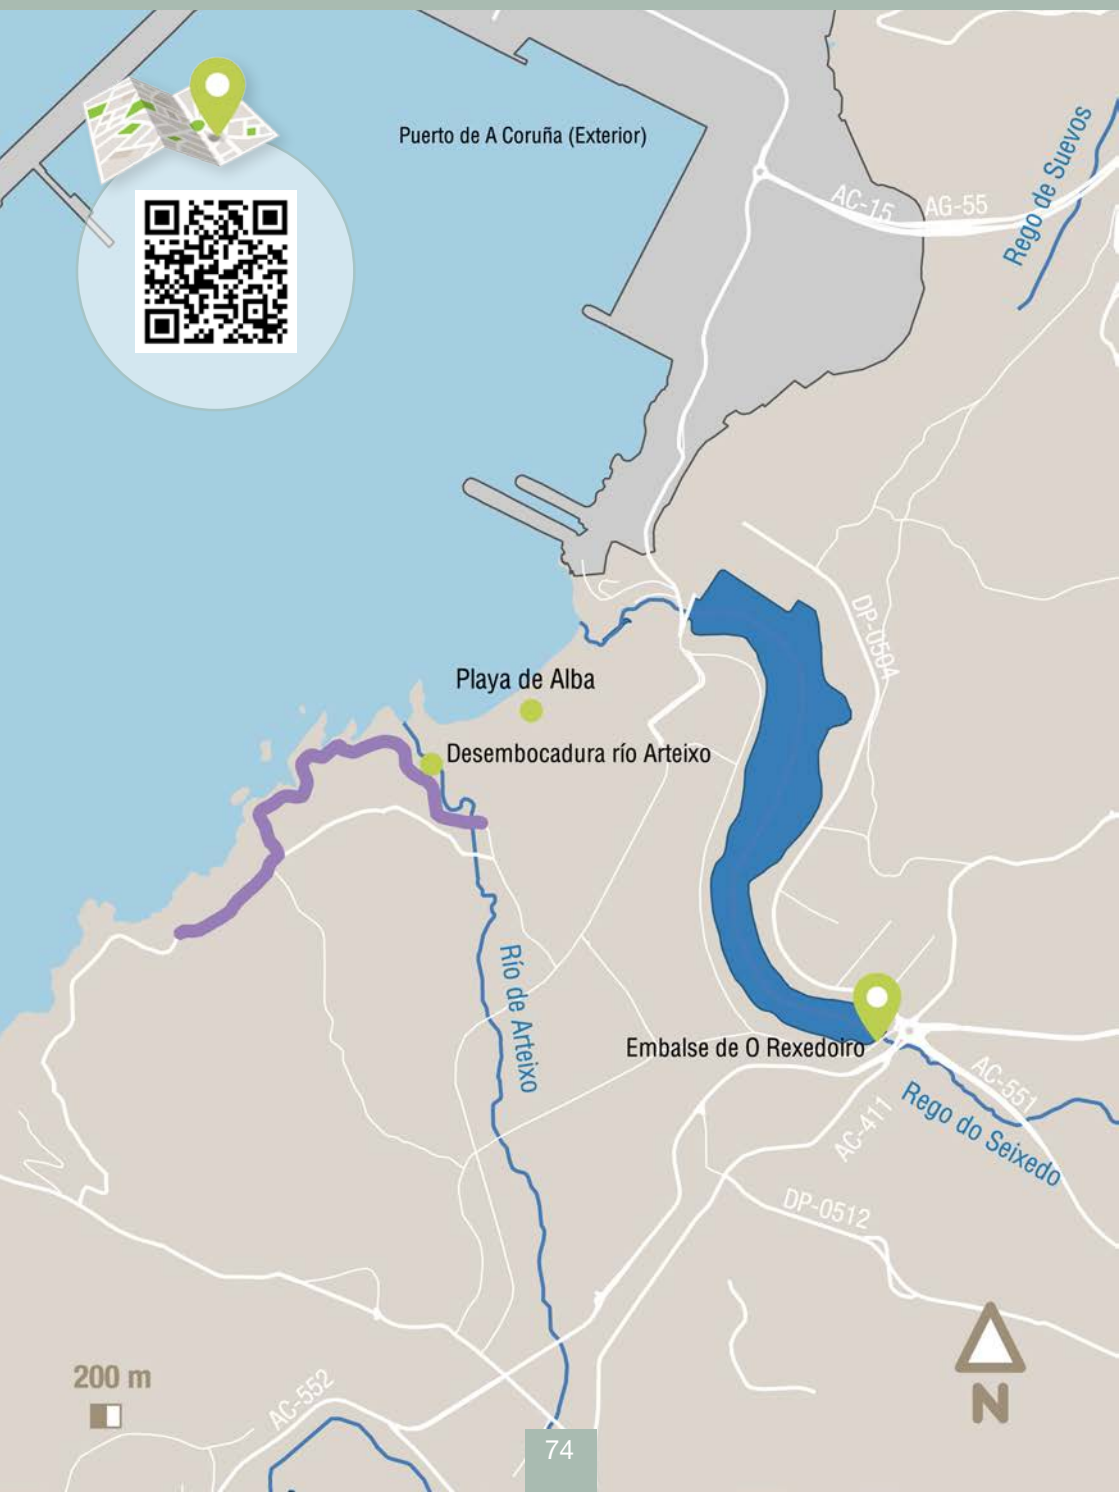 Puerto de A Coruña (Exterior)
AC-15
AG-55
Rego de Suevos
DP-0504
Playa de Alba
Desembocadura río Arteixo
Río de Arteixo
Embalse de O Rexedoiro
AC-551
AC-411
Rego do Seixedo
DP-0512
200 m
AC-552
N
74